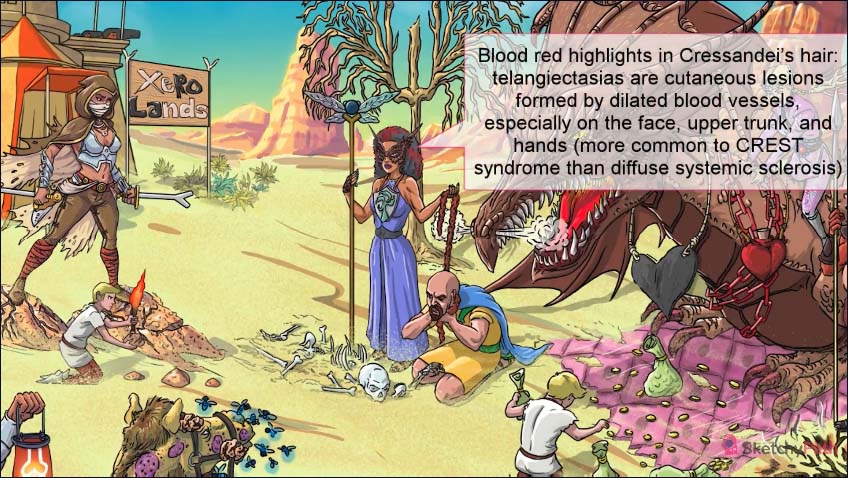 Xero
Lands
Blood red highlights in Cressandei's hair:
telangiectasias are cutaneous lesions
formed by dilated blood vessels,
especially on the face, upper trunk, and
hands (more common to CREST
syndrome than diffuse systemic sclerosis)